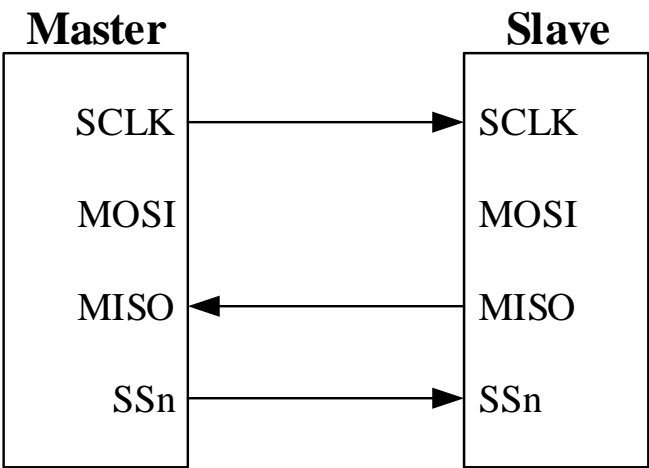 Master Slave
SCLK SCLK
MOSI MOSI
MISO MISO
SSn SSn